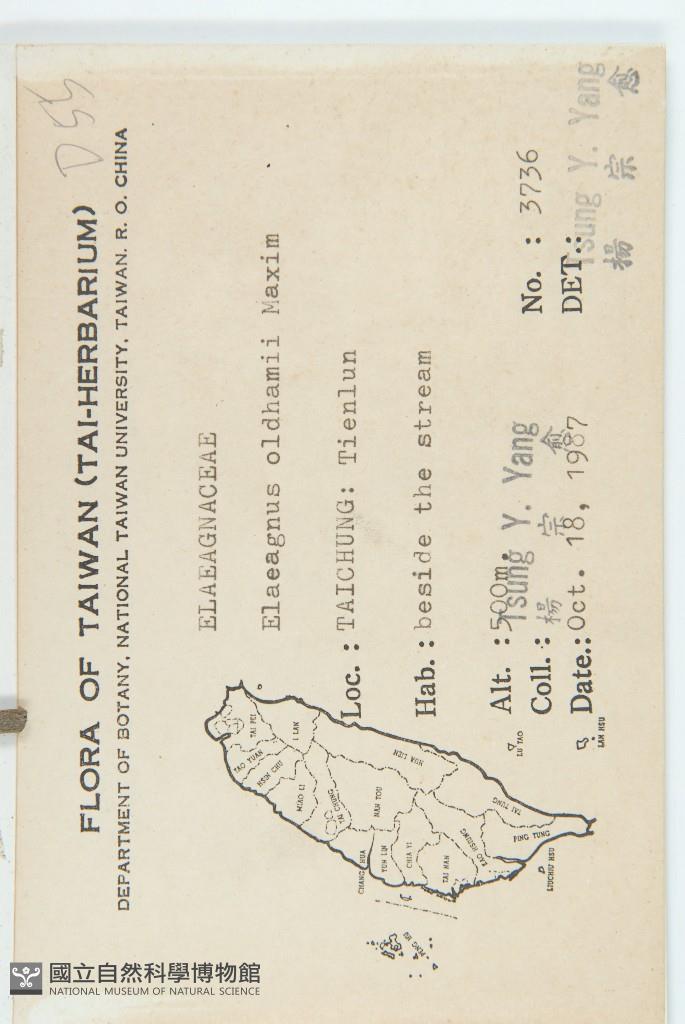 D55
FLORA OF TAIWAN (TAI-HERBARIUM)
DEPARTMENT OF BOTANY, NATIONAL TAIWAN UNIVERSITY, TAIWAN, R. O. CHINA
ELAEAGNACEAE
Elaeagnus oldhamii Maxim
Loc. : TAICHUNG: Tienlun
Hab. : beside the stream
Alt. : 500m.
No. : 3736
Coll. : Tsung Y. Yang
楊 宗 愈
DET.: Tsung Y. Yang
楊 宗 愈
Date.: Oct. 18, 1987
TAI PEI
I LAN
TAO YUAN
HSIN CHU
MIAO LI
TAI CHUNG
HUA LIEN
NAN TOU
CHANG HUA
YUN LIN
CHIA YI
TAI NAN
KAO HSIUNG
TAI TUNG
PING TUNG
PENG HU
LIUCHIU HSU
LU TAO
LAN HSU
國立自然科學博物館
NATIONAL MUSEUM OF NATURAL SCIENCE